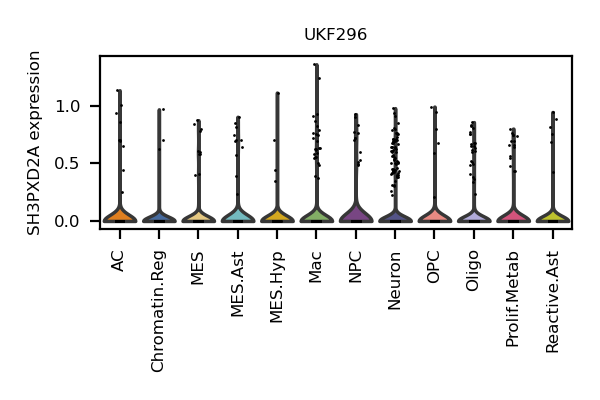 UKF296
SH3PXD2A expression
1.0
0.5
0.0
AC
Chromatin.Reg
MES
MES.Ast
MES.Hyp
Mac
NPC
Neuron
OPC
Oligo
Prolif.Metab
Reactive.Ast